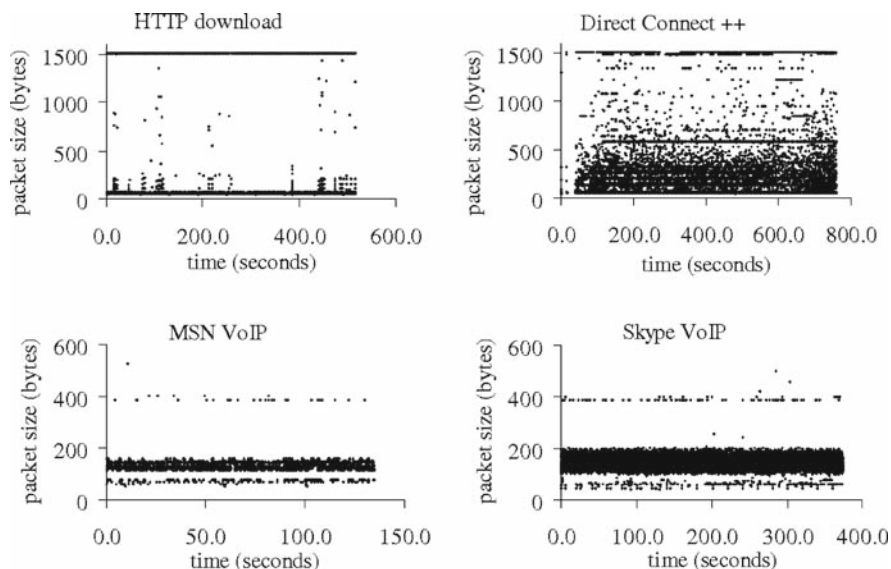 HTTP download
packet size (bytes)
1500
1000
500
0
0.0 200.0 400.0 600.0
time (seconds)
Direct Connect ++
packet size (bytes)
1500
1000
500
0
0.0 200.0 400.0 600.0 800.0
time (seconds)
MSN VoIP
packet size (bytes)
600
400
200
0
0.0 50.0 100.0 150.0
time (seconds)
Skype VoIP
packet size (bytes)
600
400
200
0
0.0 100.0 200.0 300.0 400.0
time (seconds)